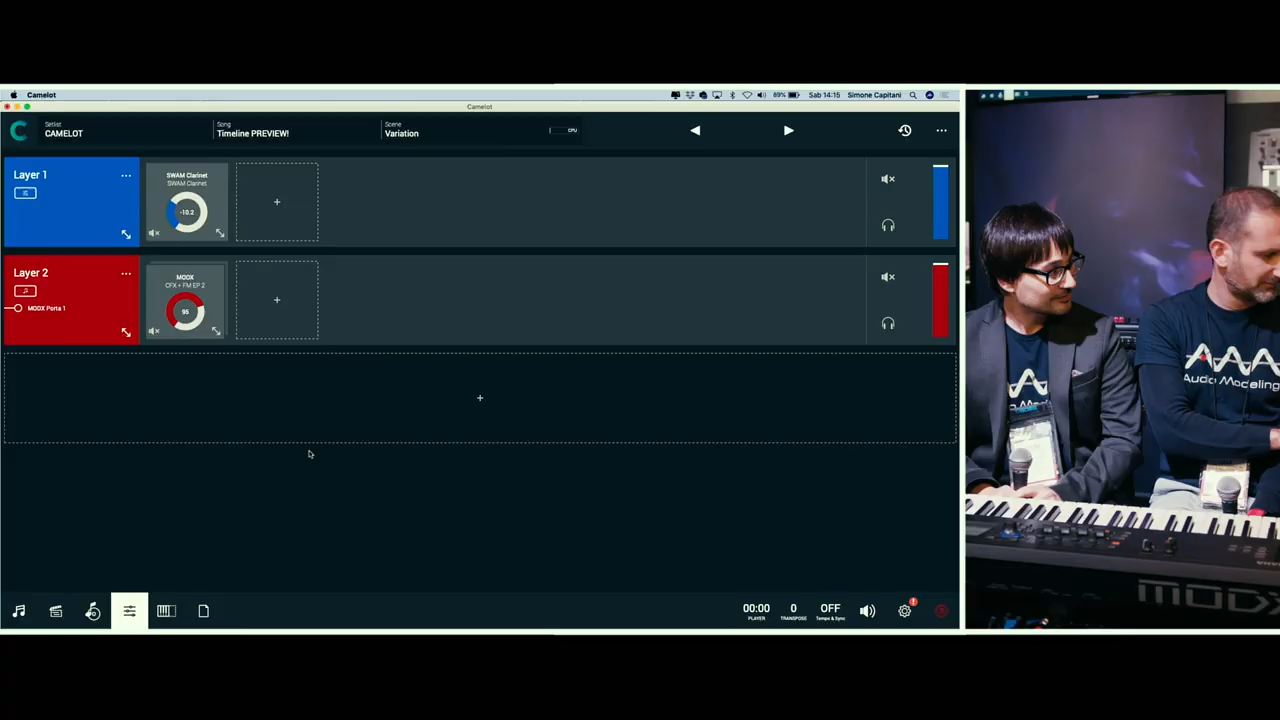 Camelot
89%
Sab 14:15
Simone Capitani
Camelot
Setlist
CAMELOT
Song
Timeline PREVIEW!
Scene
Variation
CPU
Layer 1
SWAM Clarinet
SWAM Clarinet
-10.2
+
Layer 2
MODX Porta 1
MODX
CFX + FM EP 2
95
+
+
00:00
PLAYER
0
TRANSPOSE
OFF
Tempo & Sync
!
Audio Modeling
MODX